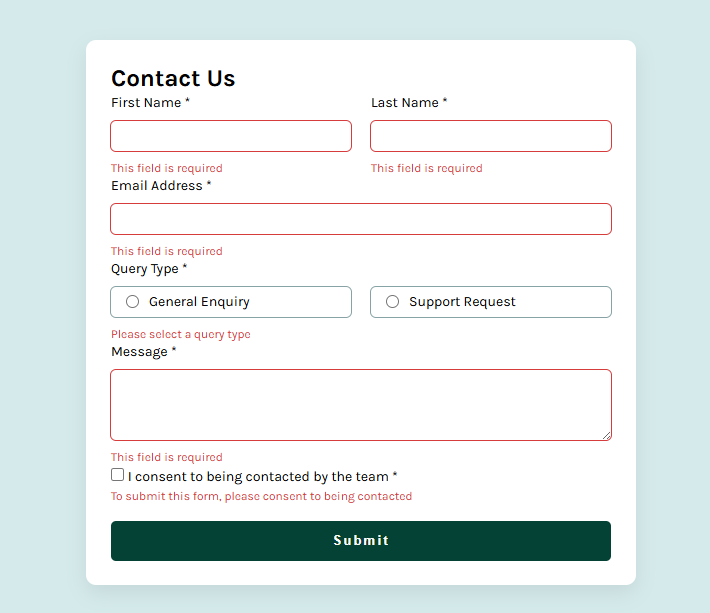 Contact Us
First Name * Last Name *
This field is required This field is required
Email Address *
This field is required
Query Type *
General Enquiry Support Request
Please select a query type
Message *
This field is required
I consent to being contacted by the team *
To submit this form, please consent to being contacted
Submit